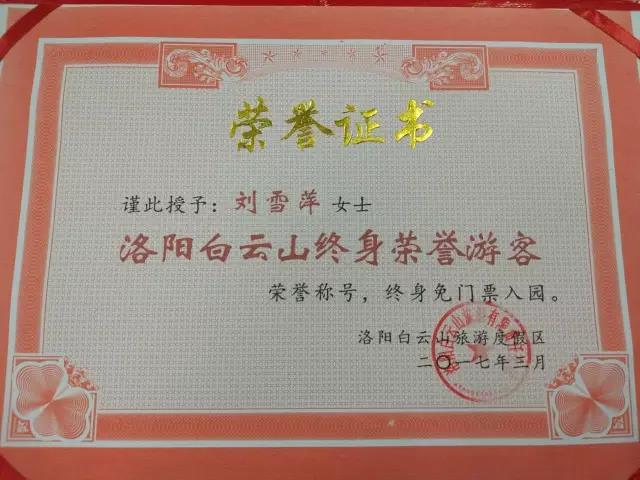 荣誉证书
谨此授予：刘雪萍 女士
洛阳白云山终身荣誉游客
荣誉称号，终身免门票入园。
洛阳白云山旅游度假区
二〇一七年三月